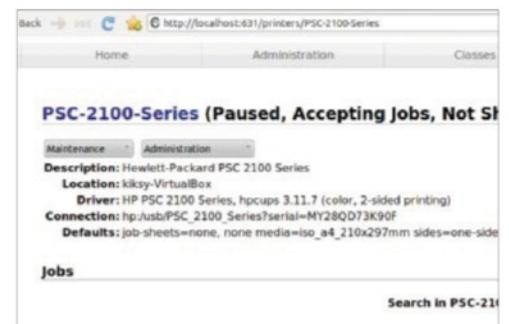 Back http://localhost:631/printers/PSC-2100-Series
Home Administration Classes
PSC-2100-Series (Paused, Accepting Jobs, Not Sh
Maintenance Administration
Description: Hewlett-Packard PSC 2100 Series
Location: kiksy-VirtualBox
Driver: HP PSC 2100 Series, hpcups 3.11.7 (color, 2-sided printing)
Connection: hp:/usb/PSC_2100_Series?serial=MY28QD73K90F
Defaults: job-sheets=none, none media=iso_a4_210x297mm sides=one-side
Jobs
Search in PSC-210